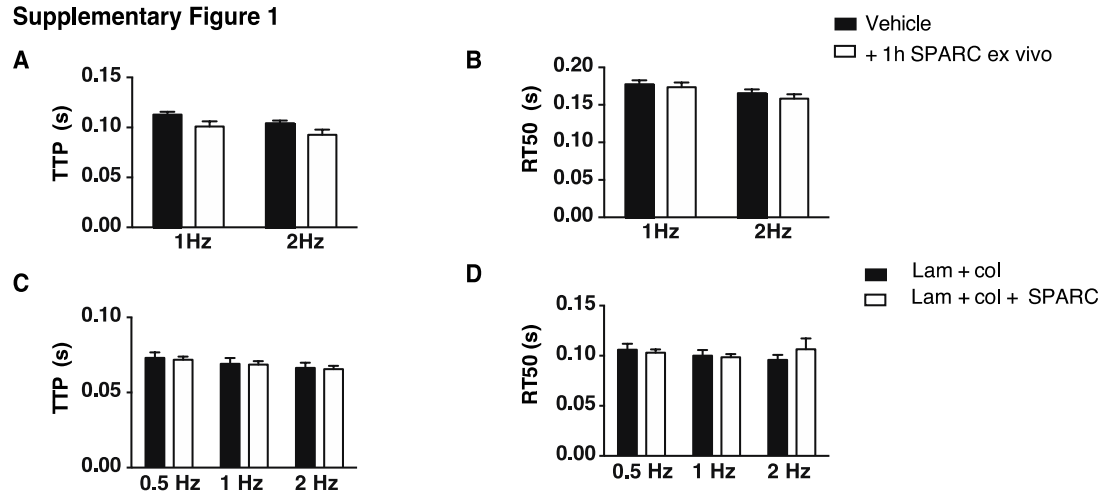 Supplementary Figure 1
Vehicle
+ 1h SPARC ex vivo
A
TTP (s)
0.15
0.10
0.05
0.00
1Hz 2Hz
B
RT50 (s)
0.20
0.15
0.10
0.05
0.00
1Hz 2Hz
C
TTP (s)
0.10
0.05
0.00
0.5 Hz 1 Hz 2 Hz
D
Lam + col
Lam + col + SPARC
RT50 (s)
0.15
0.10
0.05
0.00
0.5 Hz 1 Hz 2 Hz